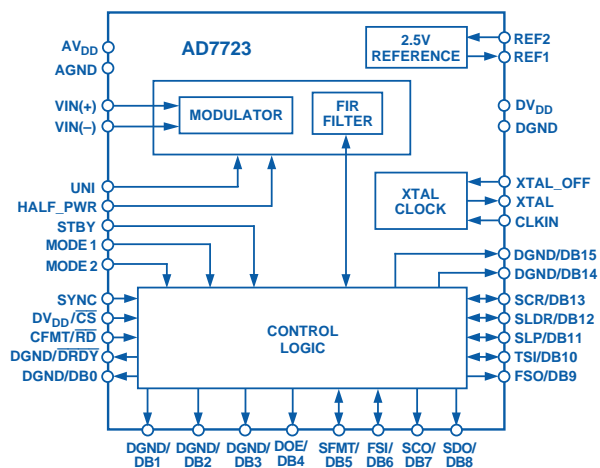 AD7723
AVDD
AGND
VIN(+)
VIN(–)
UNI
HALF_PWR
STBY
MODE 1
MODE 2
SYNC
DVDD/C̅S̅
CFMT/R̅D̅
DGND/D̅R̅D̅Y̅
DGND/DB0
MODULATOR
FIR
FILTER
2.5V
REFERENCE
XTAL
CLOCK
CONTROL
LOGIC
REF2
REF1
DVDD
DGND
XTAL_OFF
XTAL
CLKIN
DGND/DB15
DGND/DB14
SCR/DB13
SLDR/DB12
SLP/DB11
TSI/DB10
FSO/DB9
DGND/
DB1
DGND/
DB2
DGND/
DB3
DOE/
DB4
SFMT/
DB5
FSI/
DB6
SCO/
DB7
SDO/
DB8